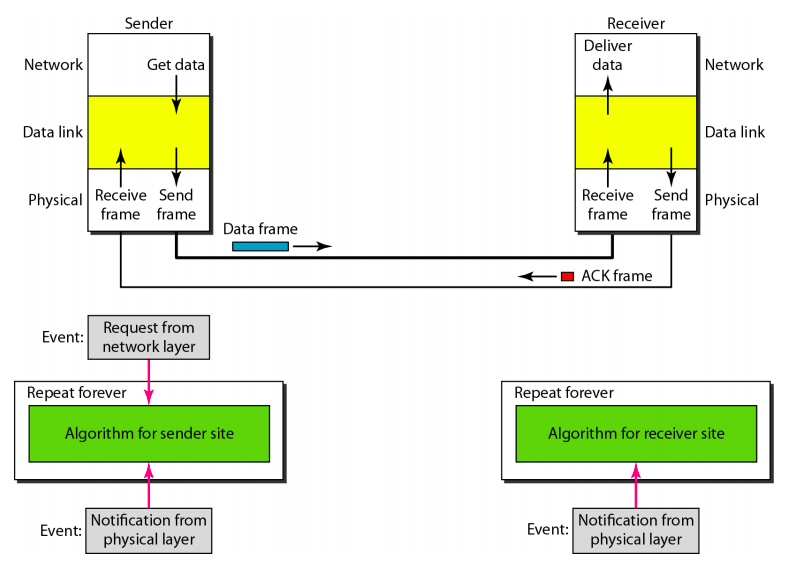 Sender
Receiver
Network
Get data
Deliver
data
Network
Data link
Data link
Physical
Receive
frame
Send
frame
Receive
frame
Send
frame
Physical
Data frame
ACK frame
Event:
Request from
network layer
Repeat forever
Algorithm for sender site
Repeat forever
Algorithm for receiver site
Event:
Notification from
physical layer
Event:
Notification from
physical layer